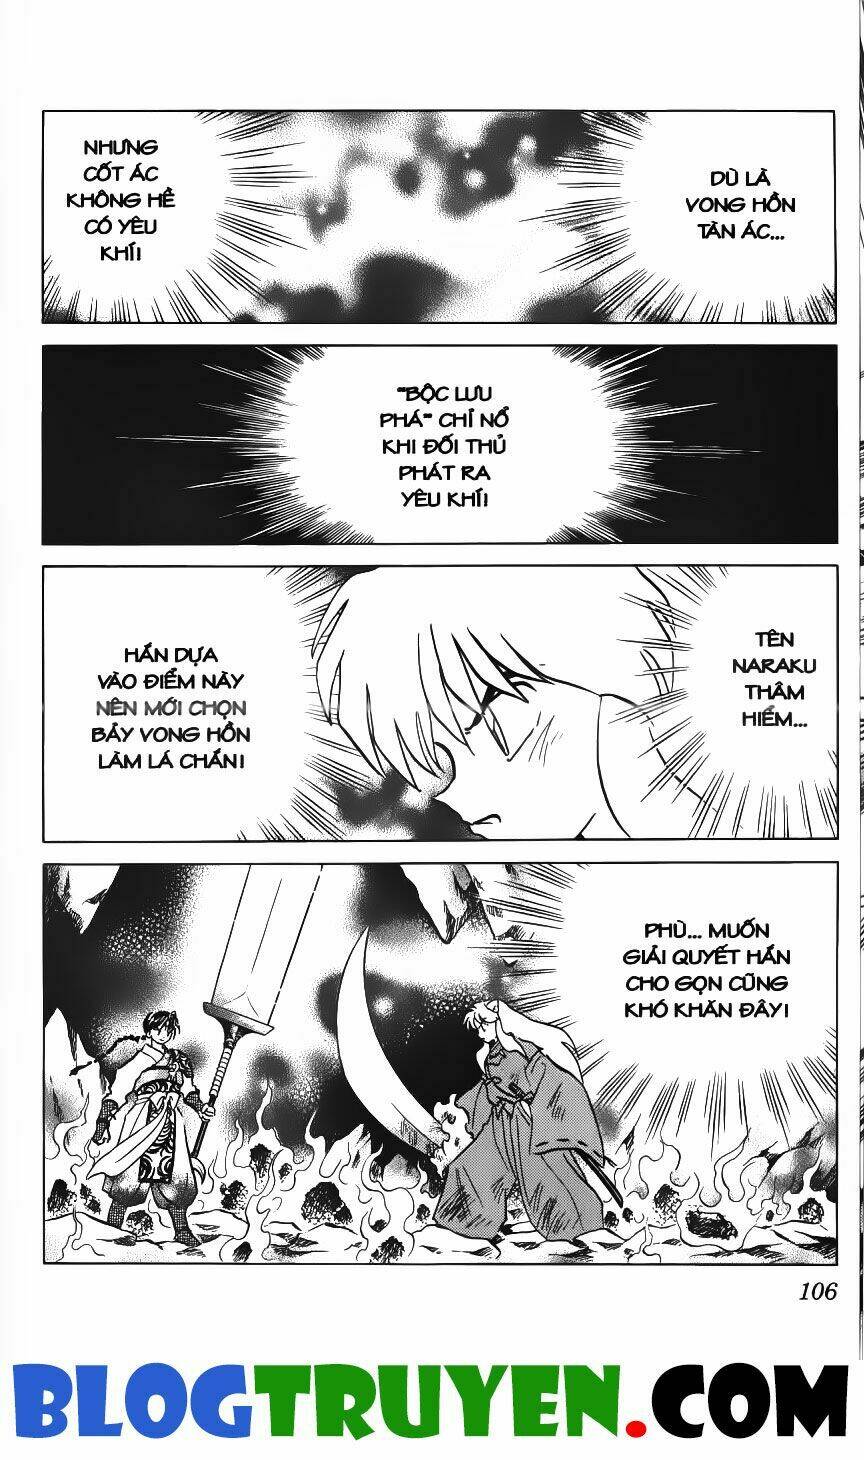 DÙ LÀ
VONG HỒN
TÀN ÁC...
NHƯNG
CỐT ÁC
KHÔNG HỀ
CÓ YÊU
KHÍ!
"BỘC LƯU
PHÁ" CHỈ NỔ
KHI ĐỐI THỦ
PHÁT RA
YÊU KHÍ!
TÊN
NARAKU
THÂM
HIỂM...
HẮN DỰA
VÀO ĐIỂM NÀY
NÊN MỚI CHỌN
BẢY VONG HỒN
LÀM LÁ CHẮN!
PHÙ... MUỐN
GIẢI QUYẾT HẮN
CHO GỌN CŨNG
KHÓ KHĂN ĐÂY!
106
BLOGTRUYEN.COM